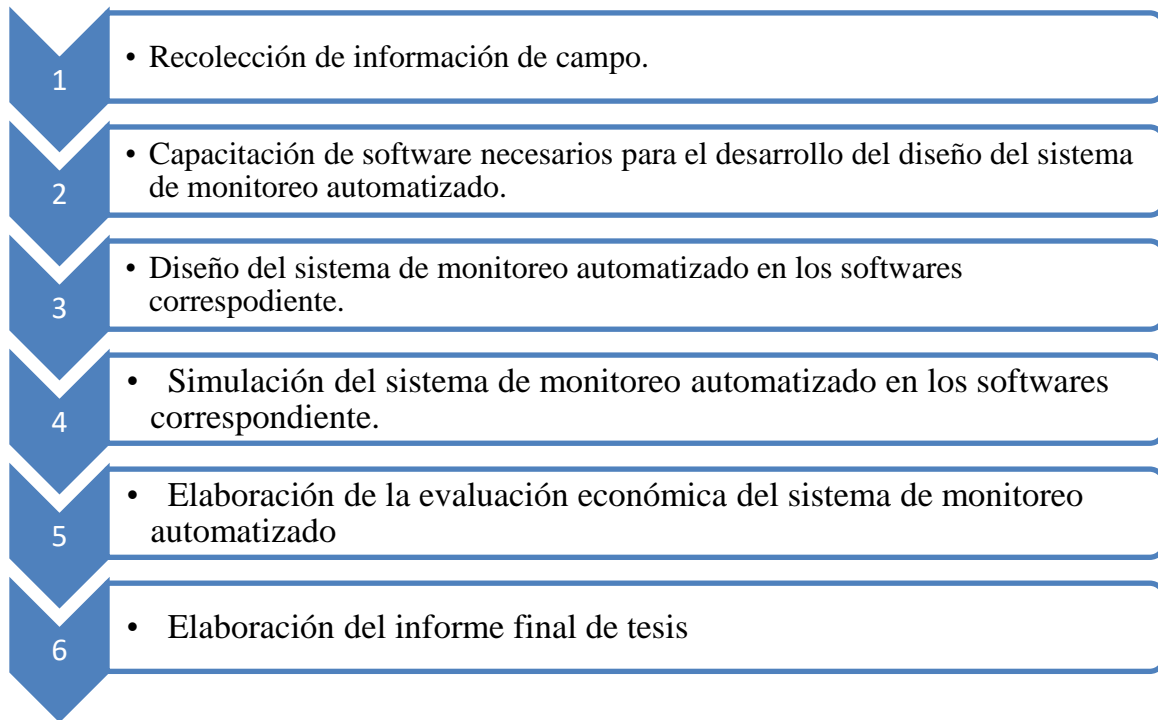 1
• Recolección de información de campo.
2
• Capacitación de software necesarios para el desarrollo del diseño del sistema
de monitoreo automatizado.
3
• Diseño del sistema de monitoreo automatizado en los softwares
correspodiente.
4
• Simulación del sistema de monitoreo automatizado en los softwares
correspondiente.
5
• Elaboración de la evaluación económica del sistema de monitoreo
automatizado
6
• Elaboración del informe final de tesis